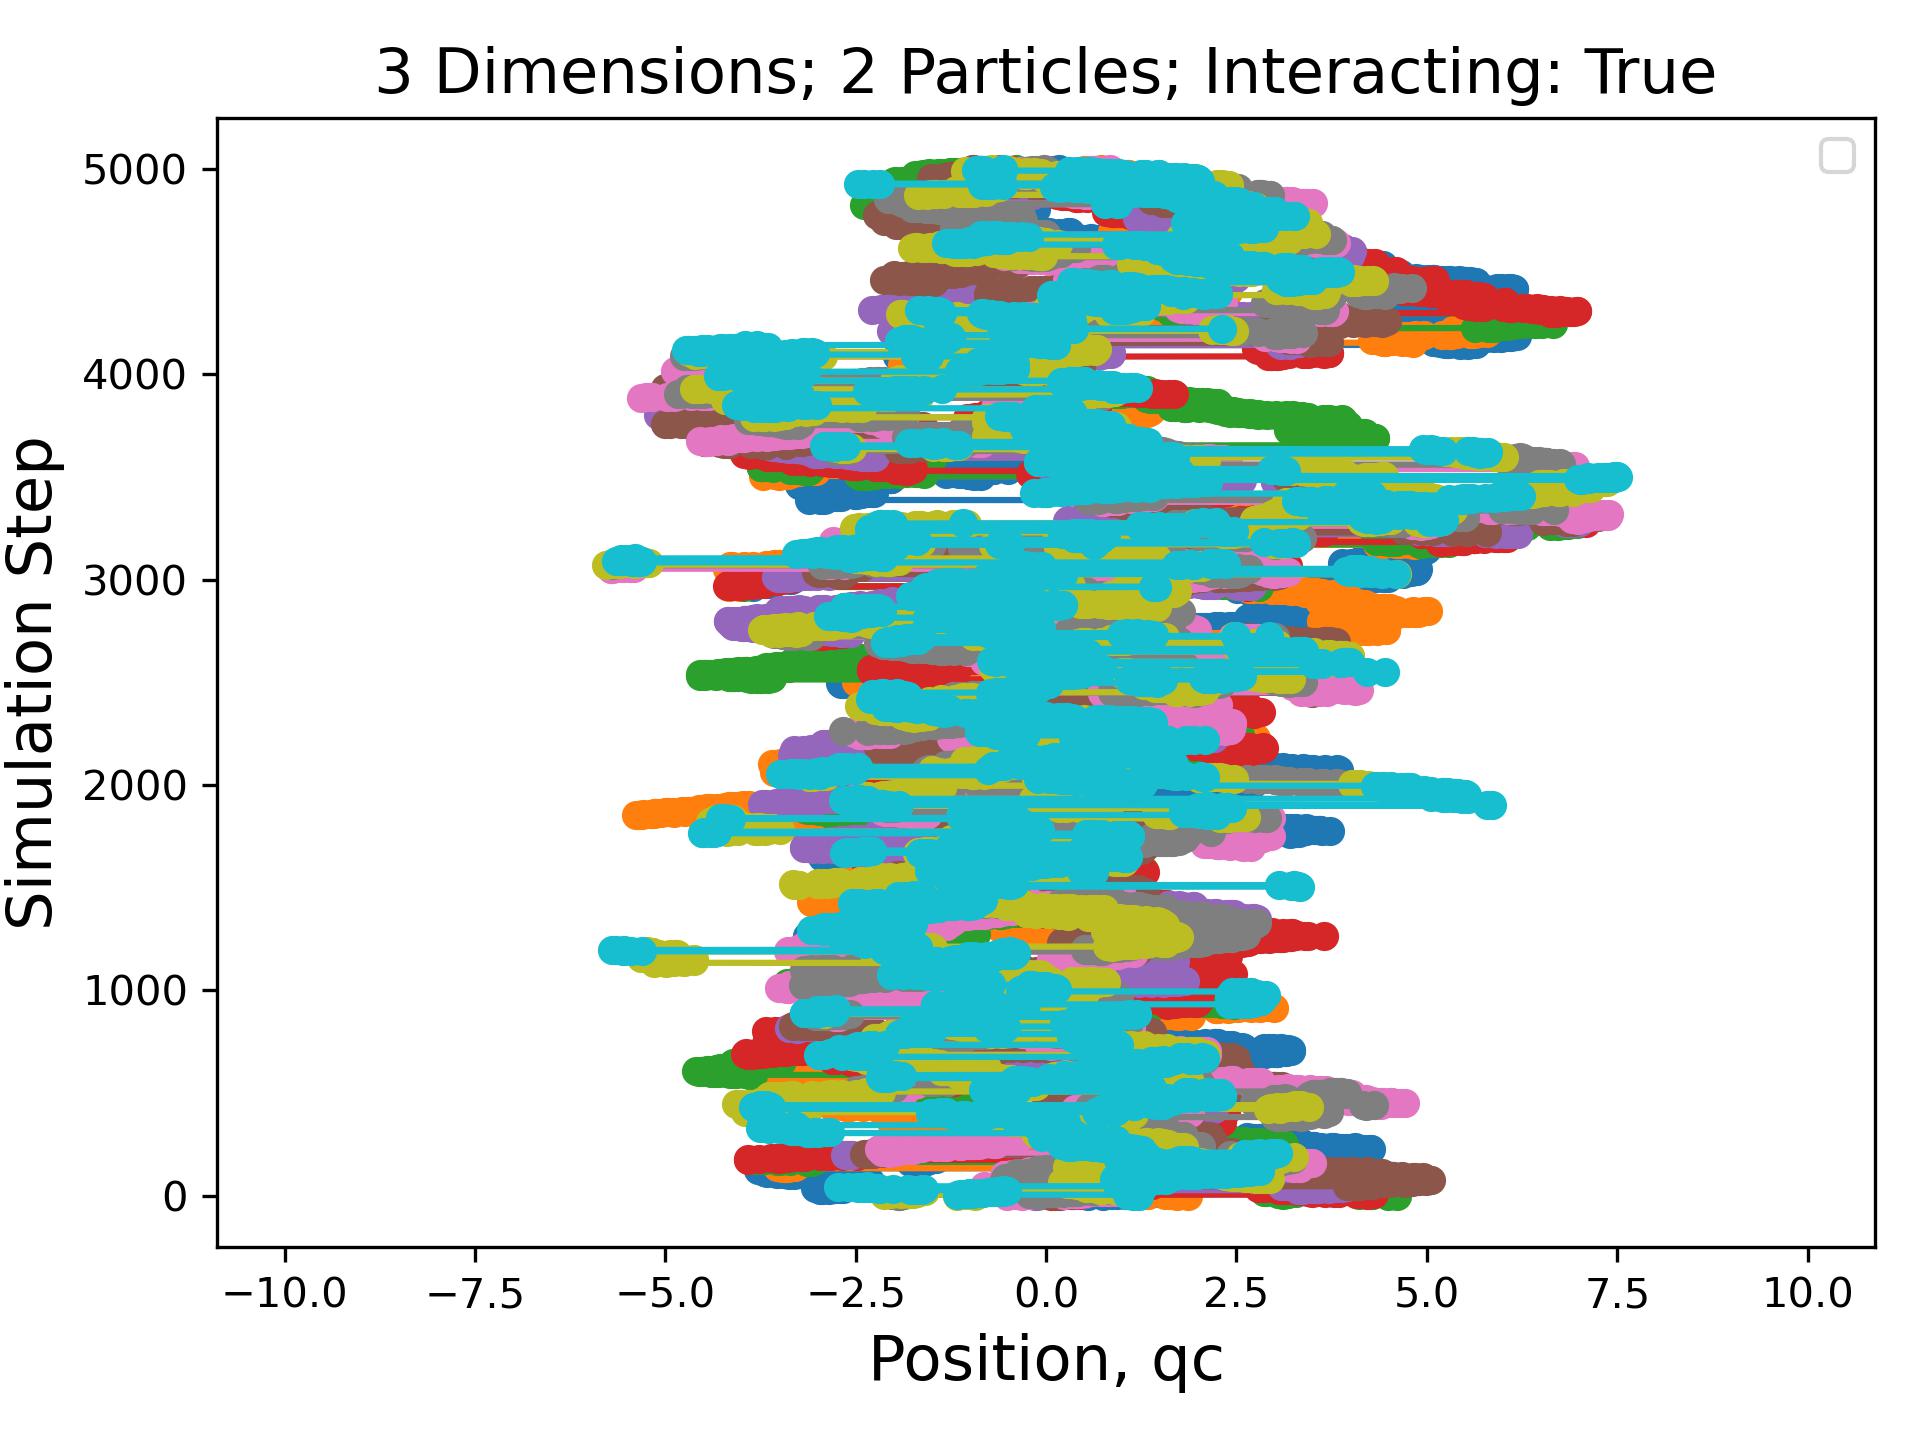 3 Dimensions; 2 Particles; Interacting: True
5000
4000
3000
2000
1000
0
Simulation Step
−10.0 −7.5 −5.0 −2.5 0.0 2.5 5.0 7.5 10.0
Position, qc